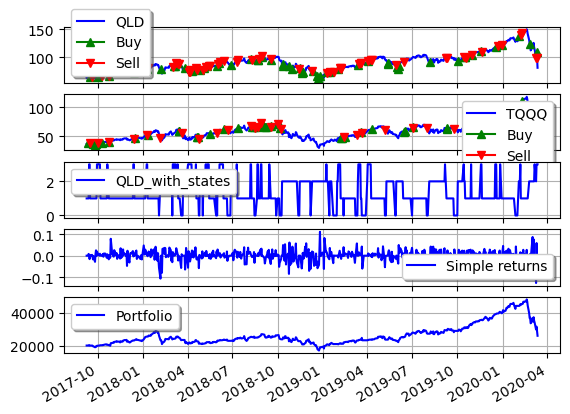 150
100
QLD
Buy
Sell
100
50
TQQQ
Buy
Sell
2
0
QLD_with_states
0.1
0.0
−0.1
Simple returns
40000
20000
Portfolio
2017-10
2018-01
2018-04
2018-07
2018-10
2019-01
2019-04
2019-07
2019-10
2020-01
2020-04